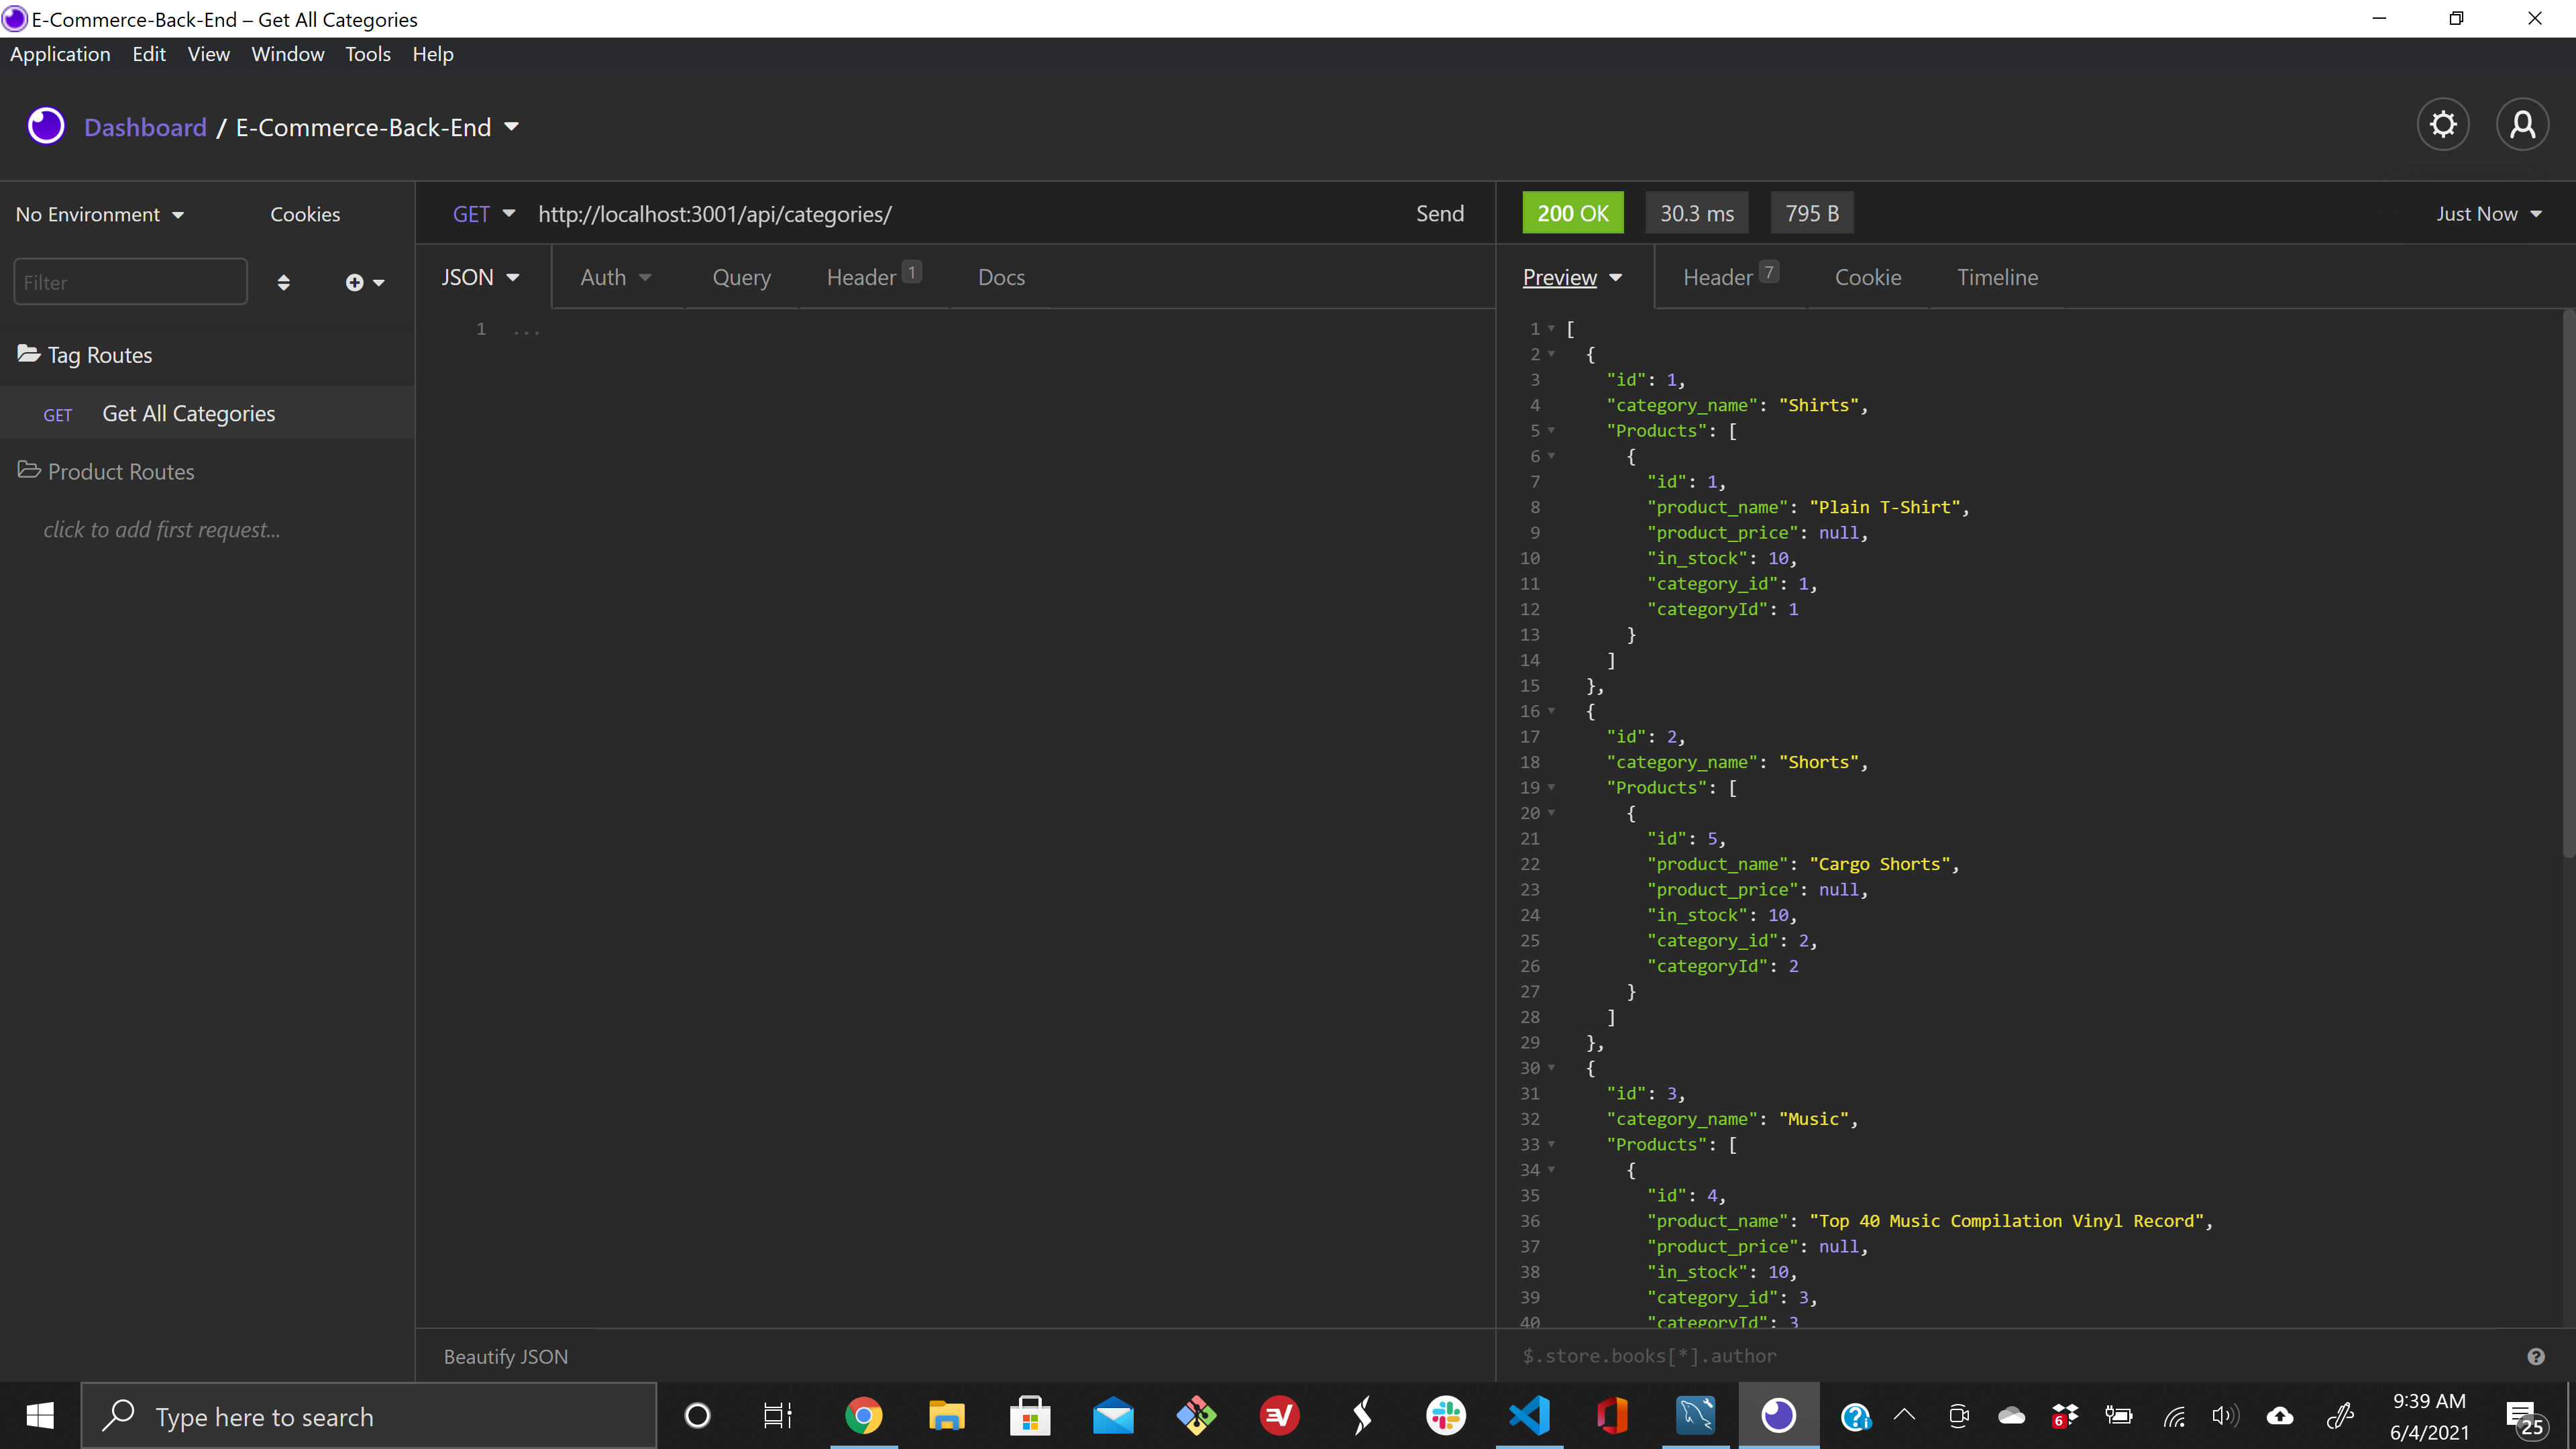 E-Commerce-Back-End – Get All Categories
Application Edit View Window Tools Help
Dashboard / E-Commerce-Back-End
No Environment Cookies
GET http://localhost:3001/api/categories/ Send
200 OK 30.3 ms 795 B Just Now
Filter
JSON Auth Query Header 1 Docs
Preview Header 7 Cookie Timeline
Tag Routes
GET Get All Categories
Product Routes
click to add first request...
1 ...
1 [
2 {
3 "id": 1,
4 "category_name": "Shirts",
5 "Products": [
6 {
7 "id": 1,
8 "product_name": "Plain T-Shirt",
9 "product_price": null,
10 "in_stock": 10,
11 "category_id": 1,
12 "categoryId": 1
13 }
14 ]
15 },
16 {
17 "id": 2,
18 "category_name": "Shorts",
19 "Products": [
20 {
21 "id": 5,
22 "product_name": "Cargo Shorts",
23 "product_price": null,
24 "in_stock": 10,
25 "category_id": 2,
26 "categoryId": 2
27 }
28 ]
29 },
30 {
31 "id": 3,
32 "category_name": "Music",
33 "Products": [
34 {
35 "id": 4,
36 "product_name": "Top 40 Music Compilation Vinyl Record",
37 "product_price": null,
38 "in_stock": 10,
39 "category_id": 3,
40 "categoryId": 3
Beautify JSON
$.store.books[*].author
Type here to search
6
9:39 AM
6/4/2021
25